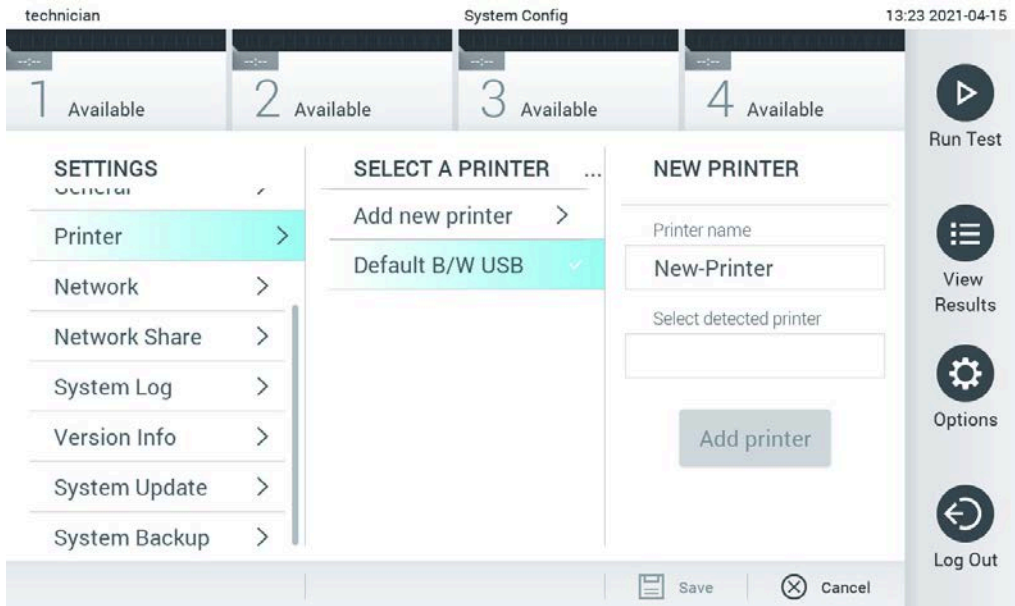 technician
System Config
13:23 2021-04-15
--:--
1 Available
--:--
2 Available
--:--
3 Available
--:--
4 Available
SETTINGS
General
Printer
Network
Network Share
System Log
Version Info
System Update
System Backup
SELECT A PRINTER ...
Add new printer
Default B/W USB
NEW PRINTER
Printer name
New-Printer
Select detected printer
Add printer
Save
Cancel
Run Test
View
Results
Options
Log Out